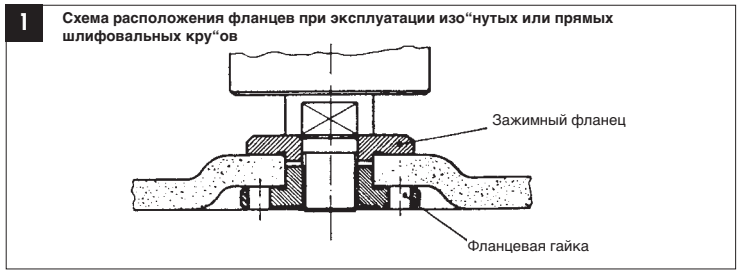 1
Схема расположения фланцев при эксплуатации изо“нутых или прямых
шлифовальных кру“ов
Зажимный фланец
Фланцевая гайка